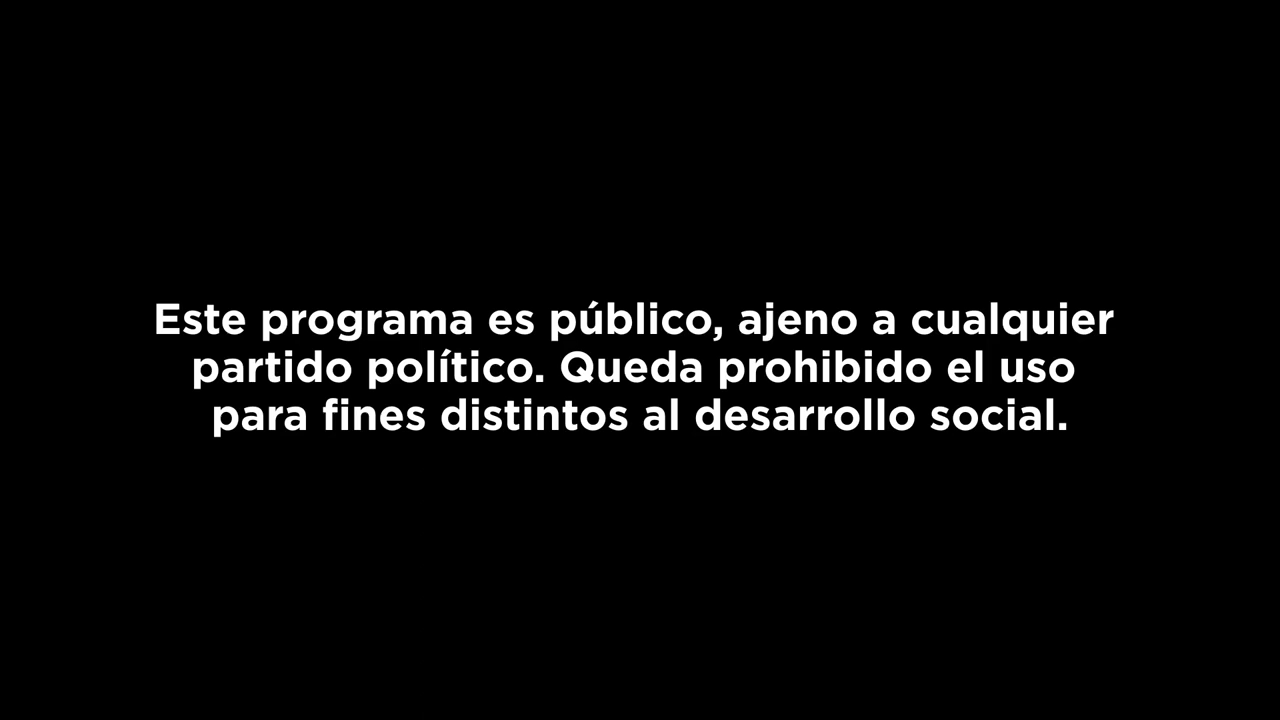 Este programa es público, ajeno a cualquier
partido político. Queda prohibido el uso
para fines distintos al desarrollo social.